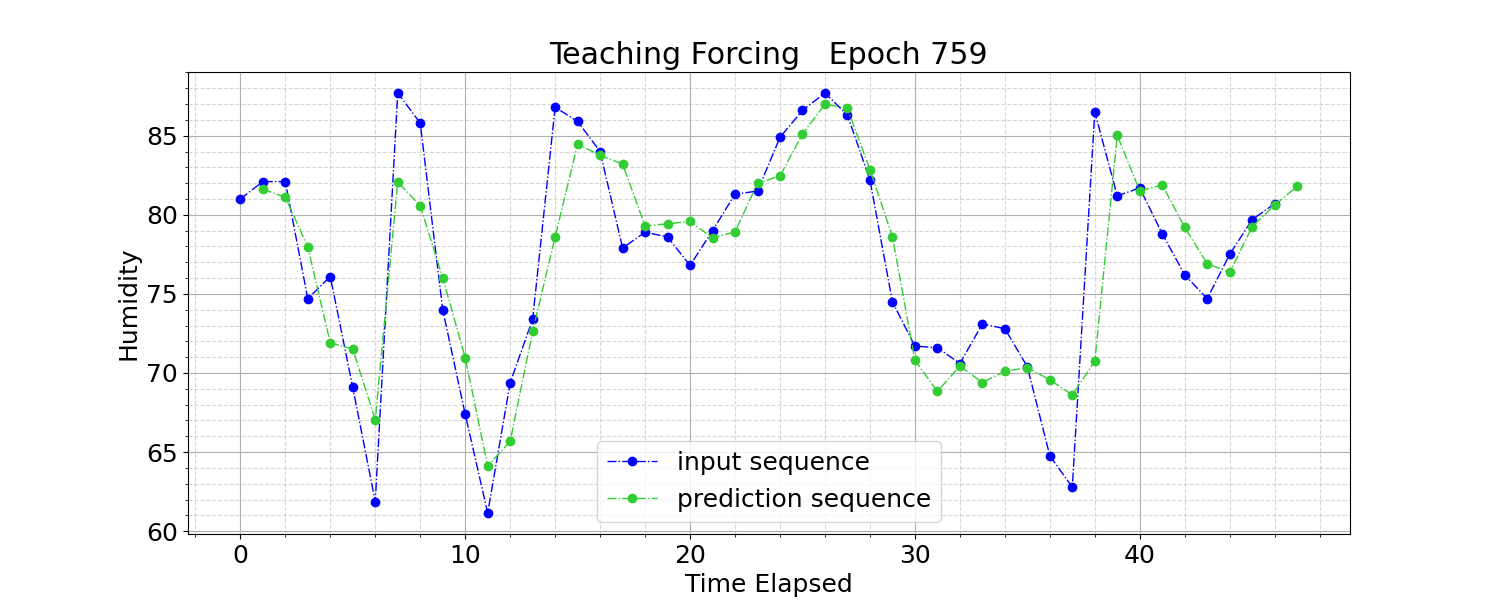 Teaching Forcing   Epoch 759
Humidity
85
80
75
70
65
60
input sequence
prediction sequence
0 10 20 30 40
Time Elapsed